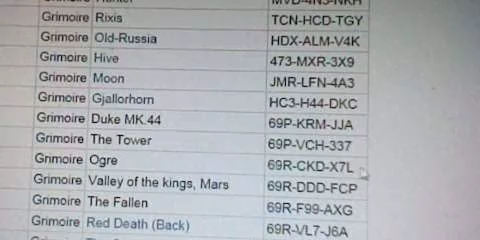 Grimoire Rixis TCN-HCD-TGY
Grimoire Old-Russia HDX-ALM-V4K
Grimoire Hive 473-MXR-3X9
Grimoire Moon JMR-LFN-4A3
Grimoire Gjallorhorn HC3-H44-DKC
Grimoire Duke MK.44 69P-KRM-JJA
Grimoire The Tower 69P-VCH-337
Grimoire Ogre 69R-CKD-X7L
Grimoire Valley of the kings, Mars 69R-DDD-FCP
Grimoire The Fallen 69R-F99-AXG
Grimoire Red Death (Back) 69R-VL7-J6A